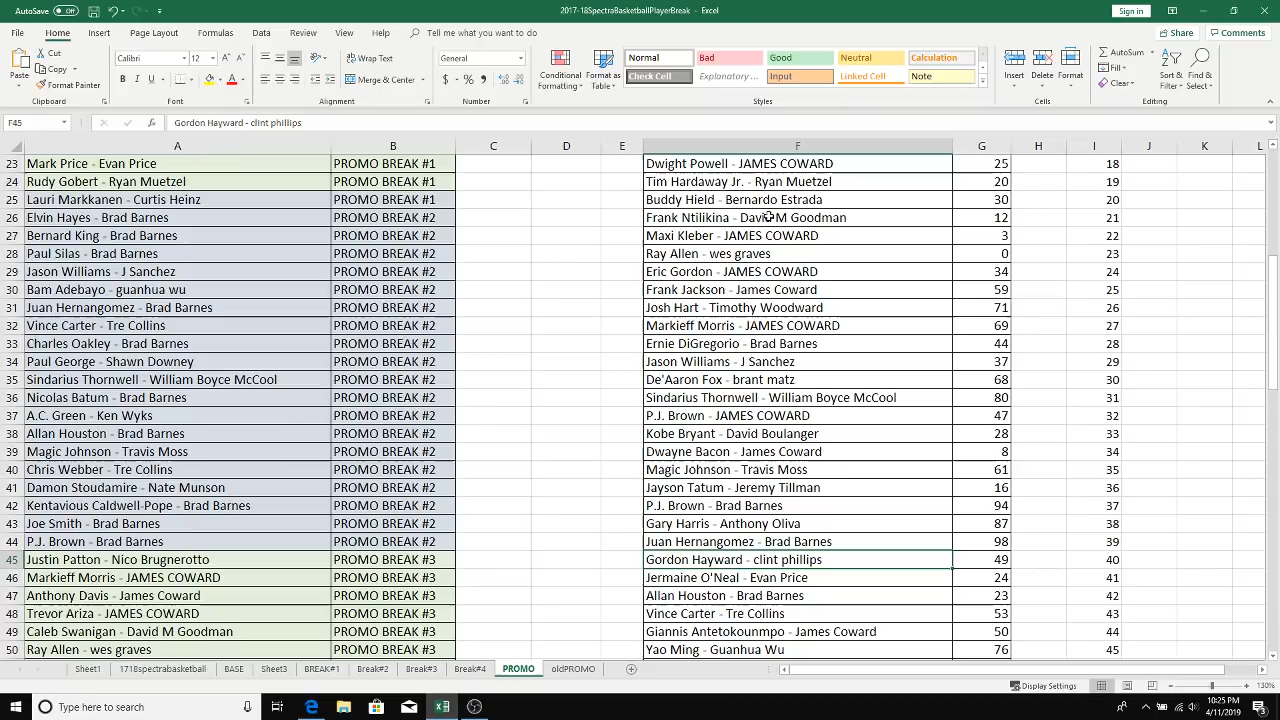 AutoSave Off 2017-18SpectraBasketballPlayerBreak - Excel Sign in
File Home Insert Page Layout Formulas Data Review View Help Tell me what you want to do Share Comments
Paste Cut Copy Format Painter Clipboard
Calibri 12 B I U A Font
Wrap Text Merge & Center Alignment
General $ % , Number
Conditional Formatting Format as Table
Normal Bad Good Neutral Calculation
Check Cell Explanatory ... Input Linked Cell Note
Styles
Insert Delete Format Cells
AutoSum Fill Clear Sort & Filter Find & Select Editing
F45 fx Gordon Hayward - clint phillips
A B C D E F G H I J K L
23 Mark Price - Evan Price PROMO BREAK #1 Dwight Powell - JAMES COWARD 25 18
24 Rudy Gobert - Ryan Muetzel PROMO BREAK #1 Tim Hardaway Jr. - Ryan Muetzel 20 19
25 Lauri Markkanen - Curtis Heinz PROMO BREAK #1 Buddy Hield - Bernardo Estrada 30 20
26 Elvin Hayes - Brad Barnes PROMO BREAK #2 Frank Ntilikina - David M Goodman 12 21
27 Bernard King - Brad Barnes PROMO BREAK #2 Maxi Kleber - JAMES COWARD 3 22
28 Paul Silas - Brad Barnes PROMO BREAK #2 Ray Allen - wes graves 0 23
29 Jason Williams - J Sanchez PROMO BREAK #2 Eric Gordon - JAMES COWARD 34 24
30 Bam Adebayo - guanhua wu PROMO BREAK #2 Frank Jackson - James Coward 59 25
31 Juan Hernangomez - Brad Barnes PROMO BREAK #2 Josh Hart - Timothy Woodward 71 26
32 Vince Carter - Tre Collins PROMO BREAK #2 Markieff Morris - JAMES COWARD 69 27
33 Charles Oakley - Brad Barnes PROMO BREAK #2 Ernie DiGregorio - Brad Barnes 44 28
34 Paul George - Shawn Downey PROMO BREAK #2 Jason Williams - J Sanchez 37 29
35 Sindarius Thornwell - William Boyce McCool PROMO BREAK #2 De'Aaron Fox - brant matz 68 30
36 Nicolas Batum - Brad Barnes PROMO BREAK #2 Sindarius Thornwell - William Boyce McCool 80 31
37 A.C. Green - Ken Wyks PROMO BREAK #2 P.J. Brown - JAMES COWARD 47 32
38 Allan Houston - Brad Barnes PROMO BREAK #2 Kobe Bryant - David Boulanger 28 33
39 Magic Johnson - Travis Moss PROMO BREAK #2 Dwayne Bacon - James Coward 8 34
40 Chris Webber - Tre Collins PROMO BREAK #2 Magic Johnson - Travis Moss 61 35
41 Damon Stoudamire - Nate Munson PROMO BREAK #2 Jayson Tatum - Jeremy Tillman 16 36
42 Kentavious Caldwell-Pope - Brad Barnes PROMO BREAK #2 P.J. Brown - Brad Barnes 94 37
43 Joe Smith - Brad Barnes PROMO BREAK #2 Gary Harris - Anthony Oliva 87 38
44 P.J. Brown - Brad Barnes PROMO BREAK #2 Juan Hernangomez - Brad Barnes 98 39
45 Justin Patton - Nico Brugnerotto PROMO BREAK #3 Gordon Hayward - clint phillips 49 40
46 Markieff Morris - JAMES COWARD PROMO BREAK #3 Jermaine O'Neal - Evan Price 24 41
47 Anthony Davis - James Coward PROMO BREAK #3 Allan Houston - Brad Barnes 23 42
48 Trevor Ariza - JAMES COWARD PROMO BREAK #3 Vince Carter - Tre Collins 53 43
49 Caleb Swanigan - David M Goodman PROMO BREAK #3 Giannis Antetokounmpo - James Coward 50 44
50 Ray Allen - wes graves PROMO BREAK #3 Yao Ming - Guanhua Wu 76 45
Sheet1 1718spectrabasketball BASE Sheet3 BREAK#1 Break#2 Break#3 Break#4 PROMO oldPROMO
Display Settings 130%
Type here to search 10:25 PM
4/11/2019